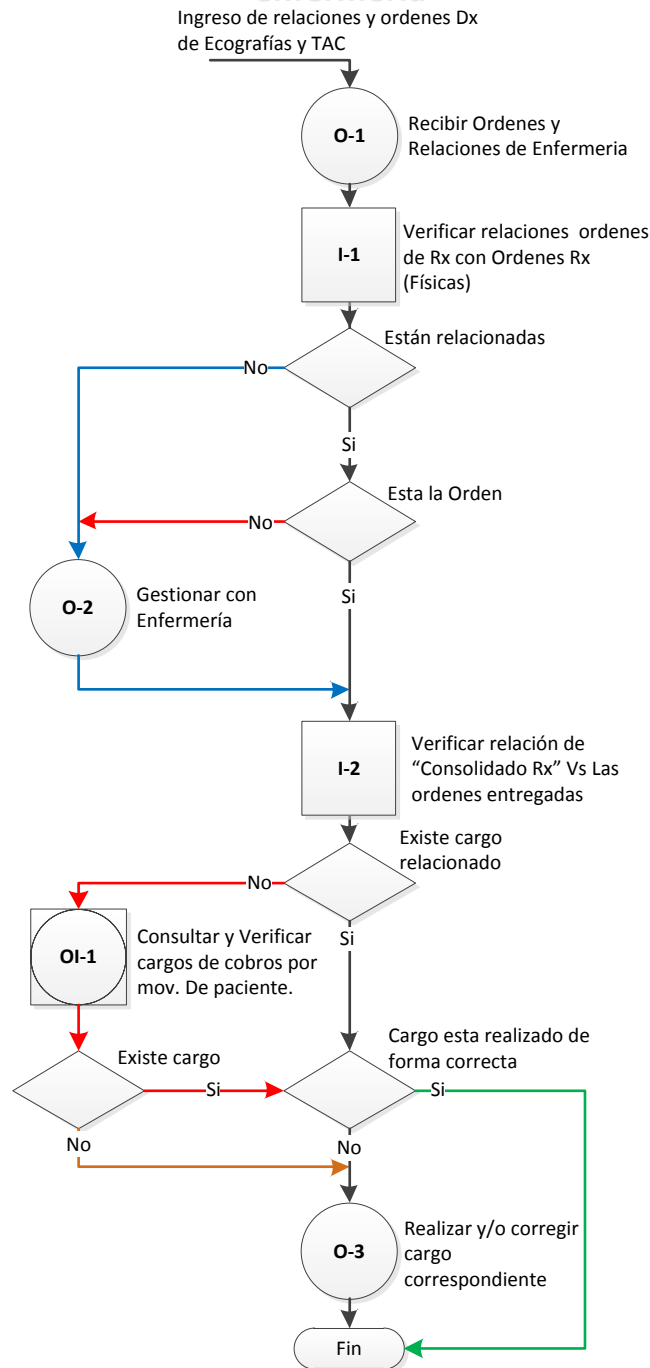 Ingreso de relaciones y ordenes Dx
de Ecografías y TAC
O-1
Recibir Ordenes y
Relaciones de Enfermeria
I-1
Verificar relaciones ordenes
de Rx con Ordenes Rx
(Físicas)
Están relacionadas
No
Si
Esta la Orden
No
Si
O-2
Gestionar con
Enfermería
I-2
Verificar relación de
“Consolidado Rx” Vs Las
ordenes entregadas
Existe cargo
relacionado
No
Si
OI-1
Consultar y Verificar
cargos de cobros por
mov. De paciente.
Existe cargo
Si
No
Cargo esta realizado de
forma correcta
Si
No
O-3
Realizar y/o corregir
cargo
correspondiente
Fin